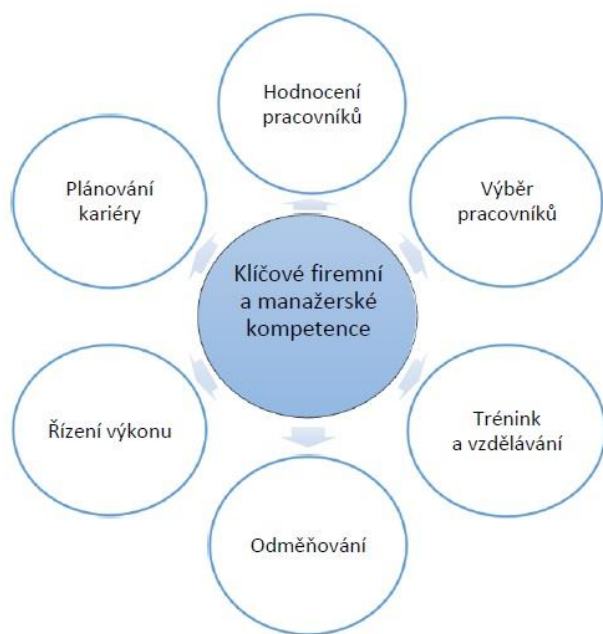 Hodnocení
pracovníků
Plánování
kariéry
Výběr
pracovníků
Klíčové firemní
a manažerské
kompetence
Řízení výkonu
Trénink
a vzdělávání
Odměňování